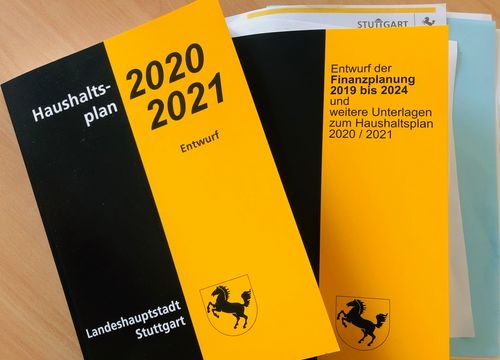 Haushalts-
plan
2020
2021
Entwurf
Landeshauptstadt
Stuttgart
STUTTGART
Entwurf der
Finanzplanung
2019 bis 2024
und
weitere Unterlagen
zum Haushaltsplan
2020 / 2021